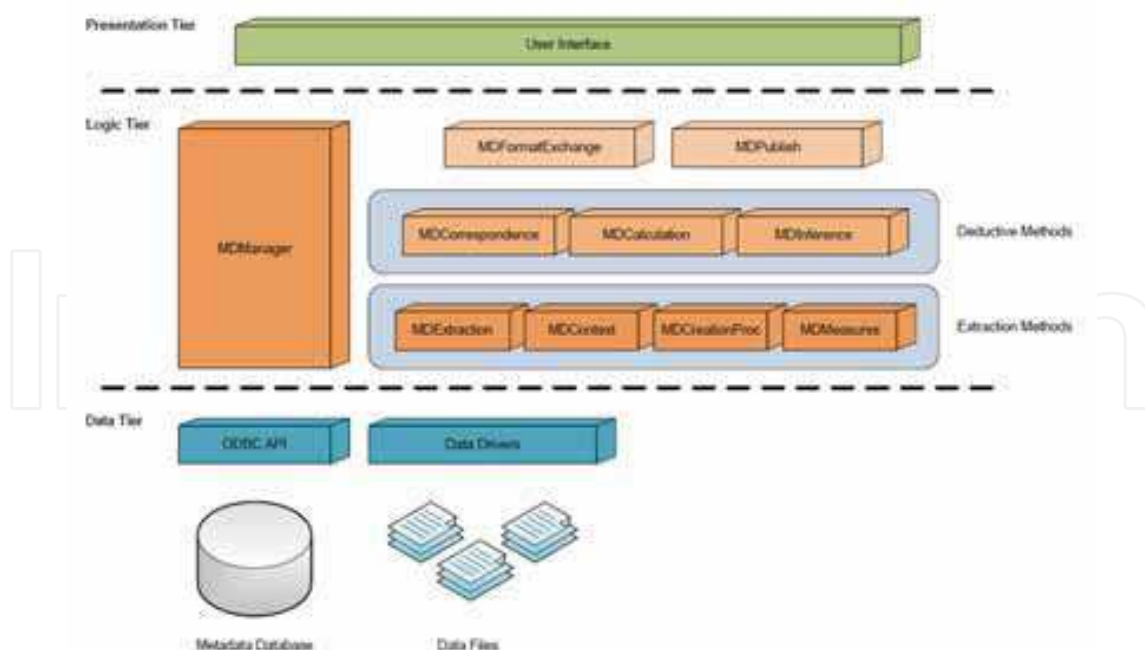 Presentation Tier
User Interface
Logic Tier
MDManager
MDFormatExchange
MDPublish
MDCorrespondence
MDCalculation
MDInference
Deductive Methods
MDExtraction
MDContext
MDCreationProc
MDMeasures
Extraction Methods
Data Tier
ODBC API
Data Drivers
Metadata Database
Data Files